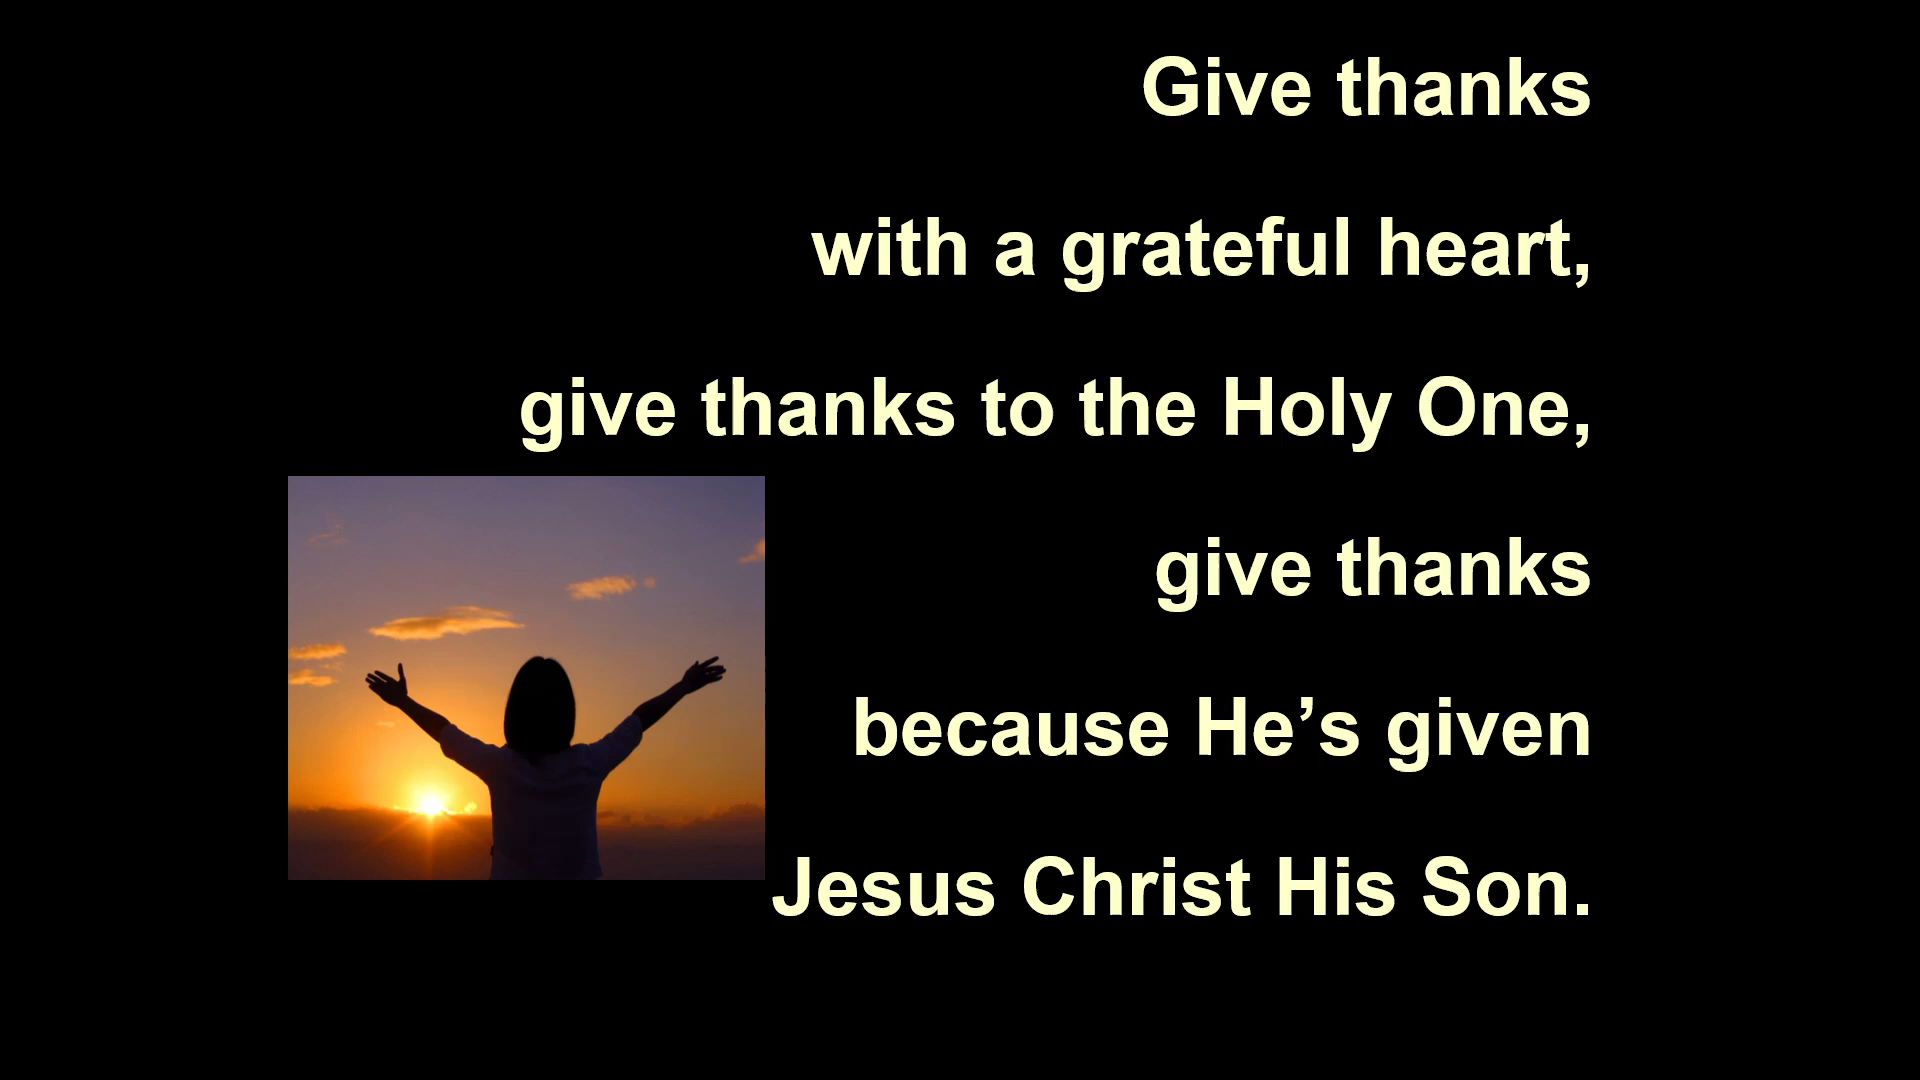 Give thanks
with a grateful heart,
give thanks to the Holy One,
give thanks
because He’s given
Jesus Christ His Son.